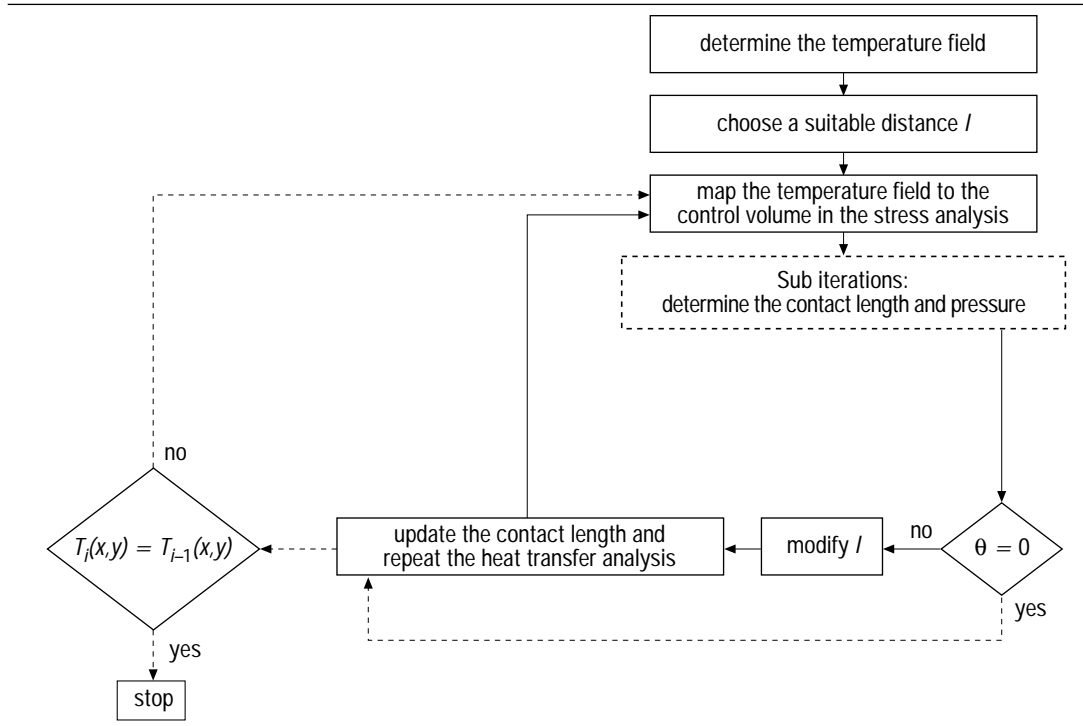 determine the temperature field
choose a suitable distance l
map the temperature field to the
control volume in the stress analysis
Sub iterations:
determine the contact length and pressure
no
T_i(x,y) = T_{i–1}(x,y)
update the contact length and
repeat the heat transfer analysis
modify l
no
θ = 0
yes
yes
stop